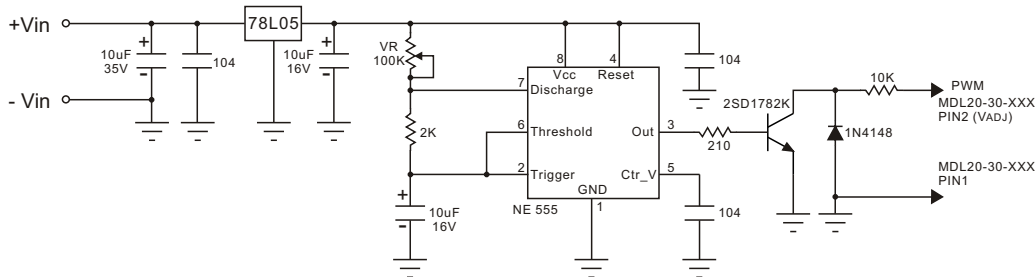 +Vin
- Vin
+
10uF
35V
-
104
78L05
+
10uF
16V
-
VR
100K
2K
+
10uF
16V
-
8
Vcc
4
Reset
7
Discharge
6
Threshold
2
Trigger
Out
3
Ctr_V
5
GND
1
NE 555
104
104
210
2SD1782K
1N4148
10K
PWM
MDL20-30-XXX
PIN2 (VADJ)
MDL20-30-XXX
PIN1